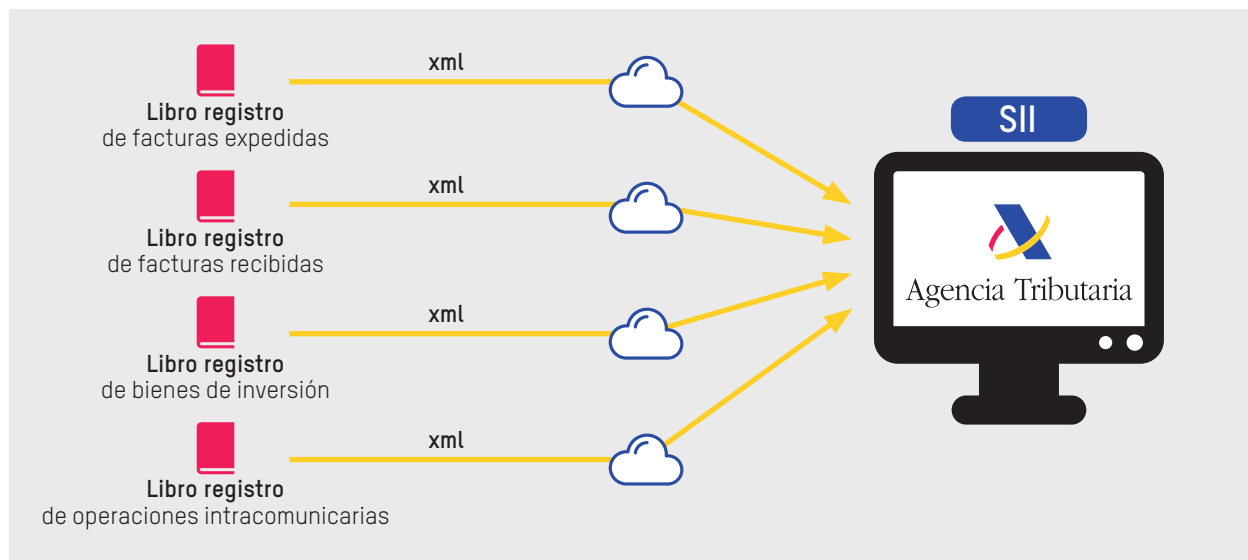 xml
Libro registro
de facturas expedidas
SII
xml
Libro registro
de facturas recibidas
Agencia Tributaria
xml
Libro registro
de bienes de inversión
xml
Libro registro
de operaciones intracomunicarias